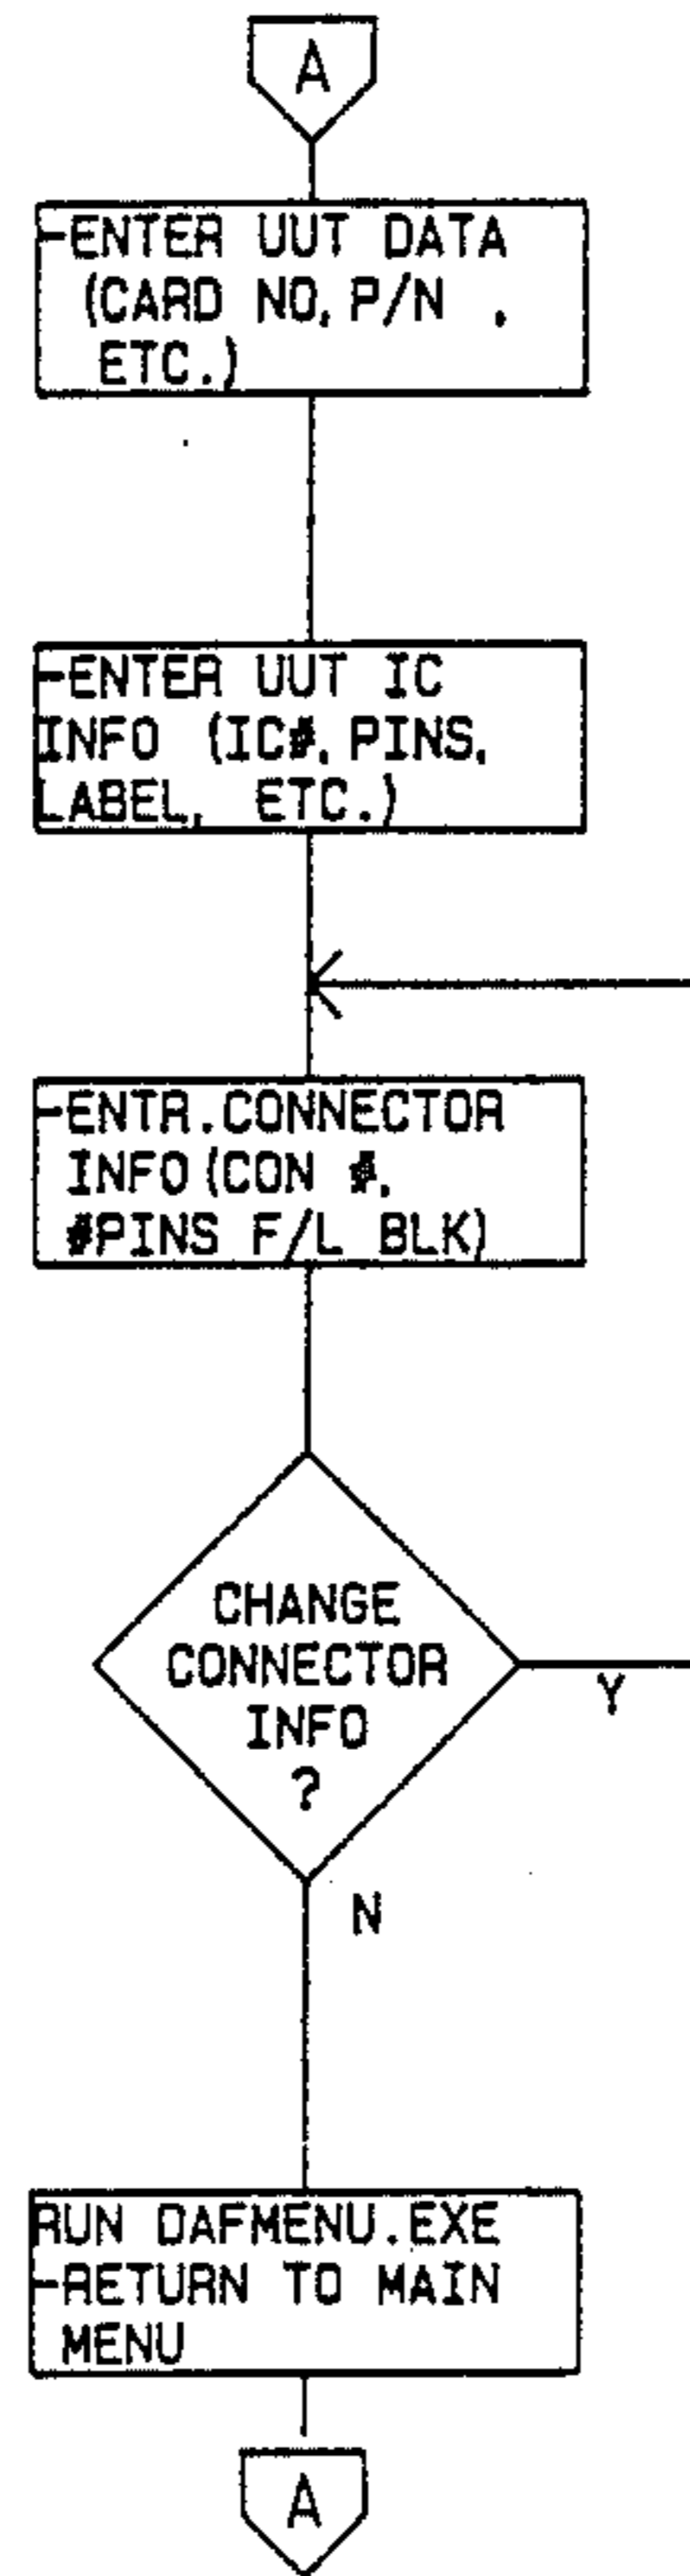 A
-ENTER UUT DATA
(CARD NO, P/N ,
ETC.)
-ENTER UUT IC
INFO (IC#, PINS,
LABEL, ETC.)
-ENTR.CONNECTOR
INFO (CON #,
#PINS F/L BLK)
CHANGE
CONNECTOR
INFO
?
Y
N
RUN DAFMENU.EXE
-RETURN TO MAIN
MENU
A